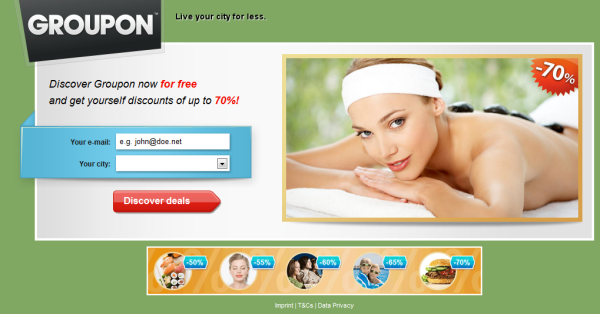 GROUPON™
Live your city for less.
Discover Groupon now for free
and get yourself discounts of up to 70%!
-70%
Your e-mail: e.g. john@doe.net
Your city:
Discover deals
-50% -55% -60% -65% -70%
Imprint | T&Cs | Data Privacy